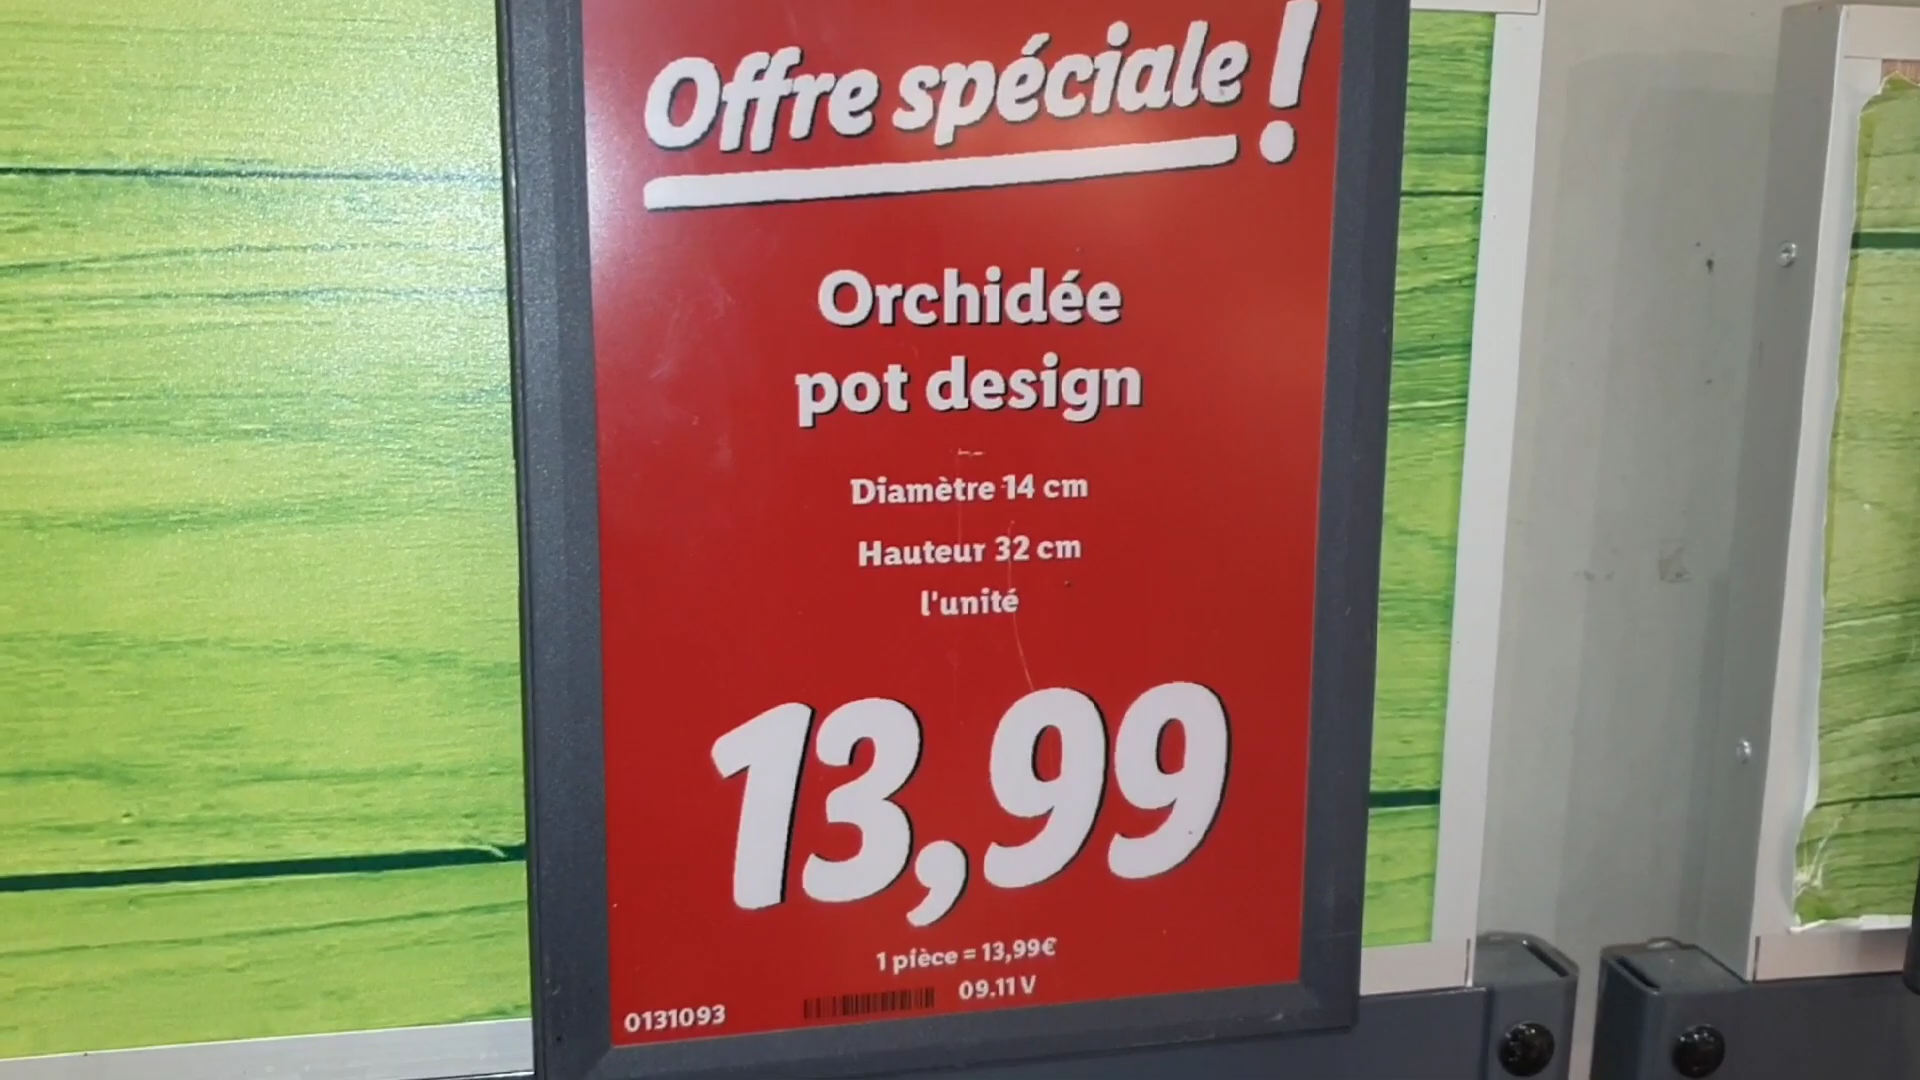 Offre spéciale !
Orchidée
pot design
Diamètre 14 cm
Hauteur 32 cm
l'unité
13,99
1 pièce = 13,99€
09.11 V
0131093